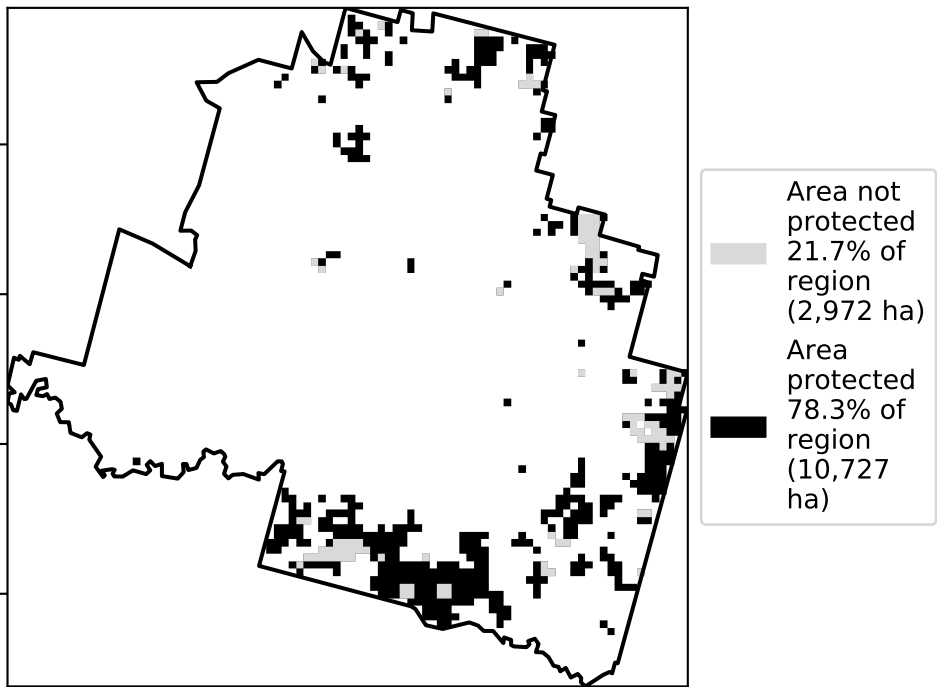 Area not
protected
21.7% of
region
(2,972 ha)
Area
protected
78.3% of
region
(10,727
ha)